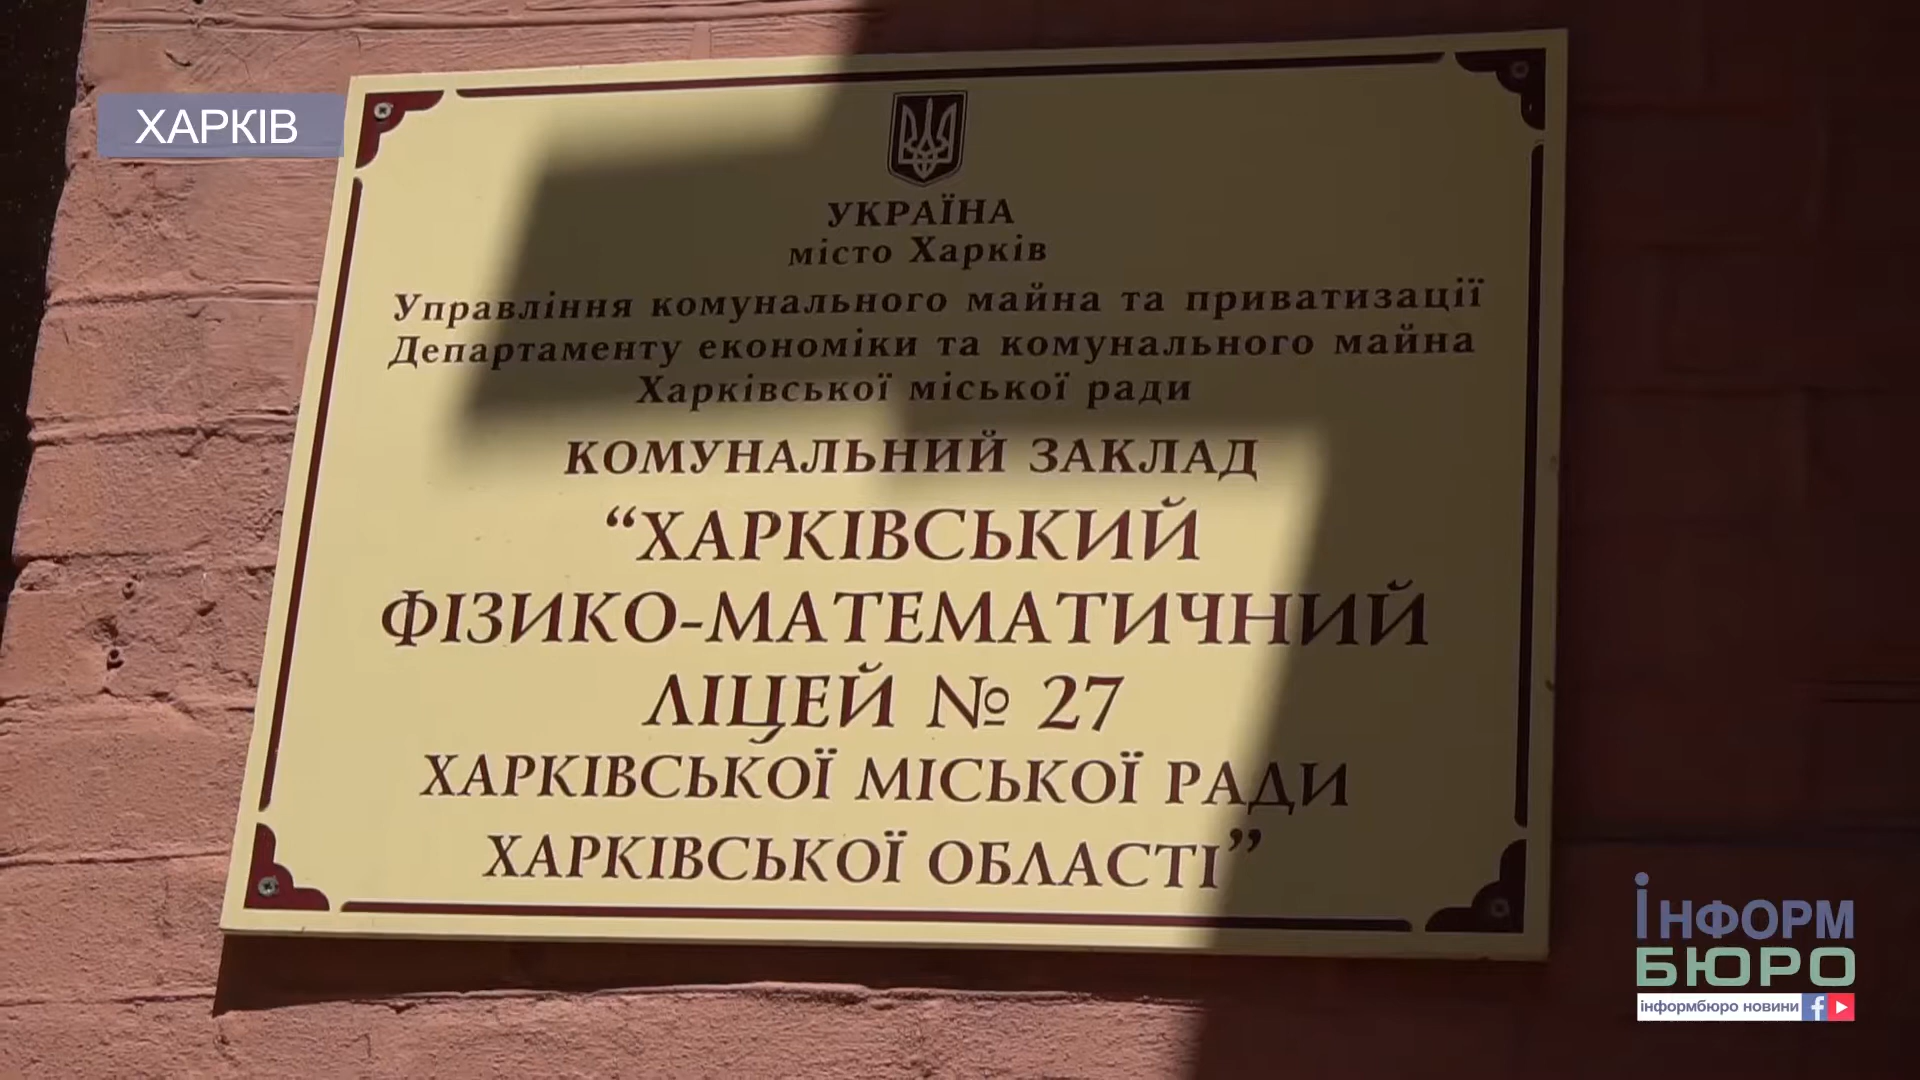 ХАРКІВ
УКРАЇНА
місто Харків
Управління комунального майна та приватизації
Департаменту економіки та комунального майна
Харківської міської ради
КОМУНАЛЬНИЙ ЗАКЛАД
“ХАРКІВСЬКИЙ
ФІЗИКО-МАТЕМАТИЧНИЙ
ЛІЦЕЙ № 27
ХАРКІВСЬКОЇ МІСЬКОЇ РАДИ
ХАРКІВСЬКОЇ ОБЛАСТІ”
ІНФОРМ
БЮРО
інформбюро новини